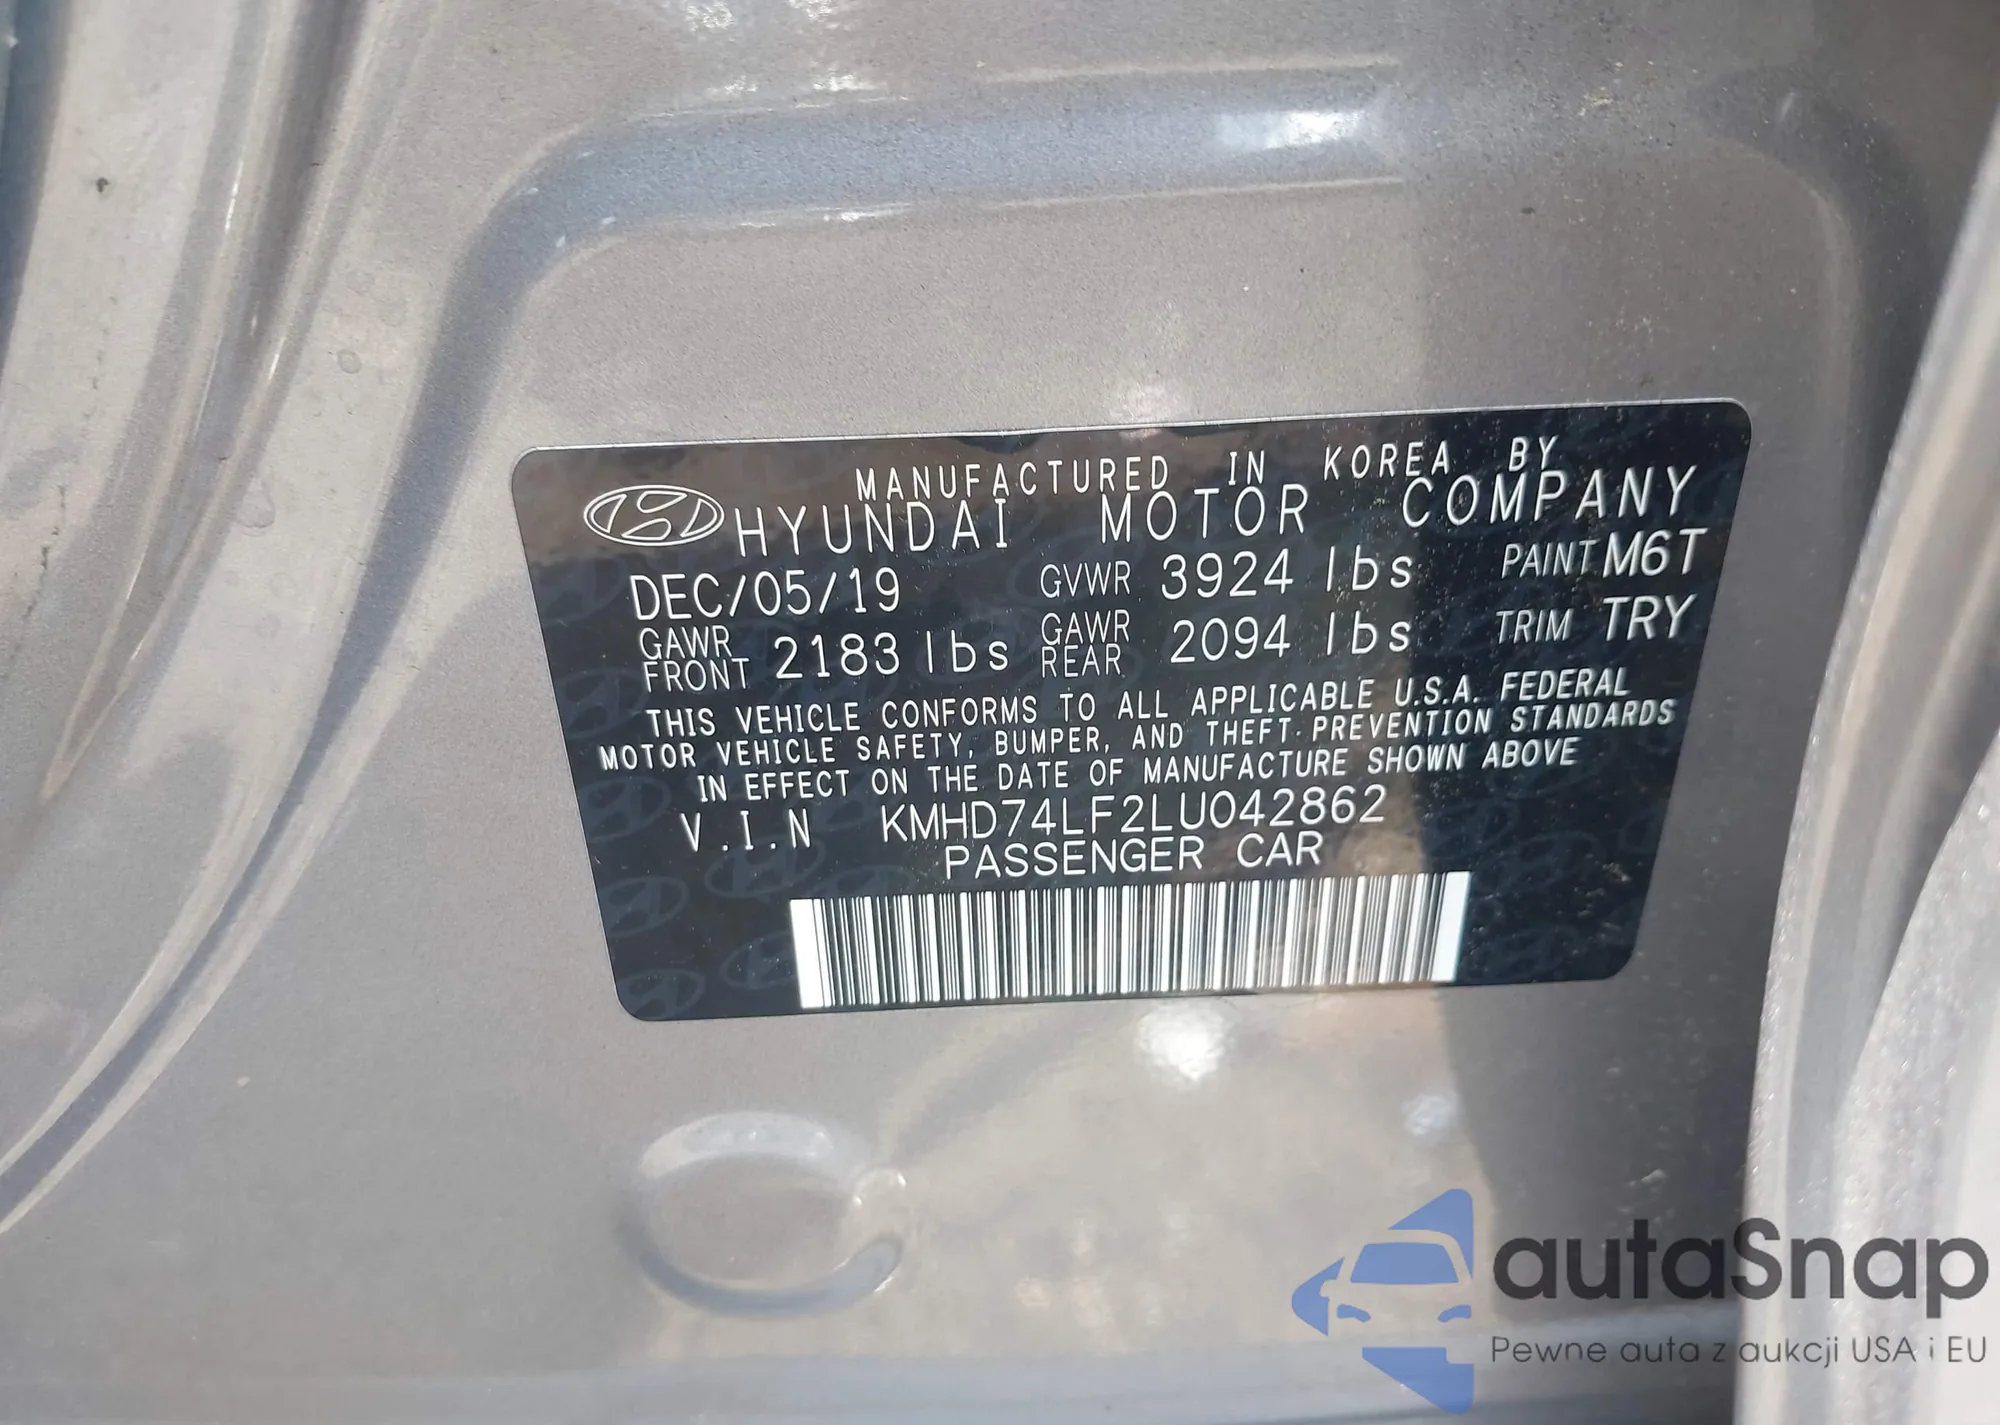 MANUFACTURED IN KOREA BY
HYUNDAI MOTOR COMPANY
DEC/05/19 GVWR 3924 lbs PAINT M6T
GAWR FRONT 2183 lbs GAWR REAR 2094 lbs TRIM TRY
THIS VEHICLE CONFORMS TO ALL APPLICABLE U.S.A. FEDERAL
MOTOR VEHICLE SAFETY, BUMPER, AND THEFT PREVENTION STANDARDS
IN EFFECT ON THE DATE OF MANUFACTURE SHOWN ABOVE
V.I.N KMHD74LF2LU042862
PASSENGER CAR
autaSnap
Pewne auta z aukcji USA i EU